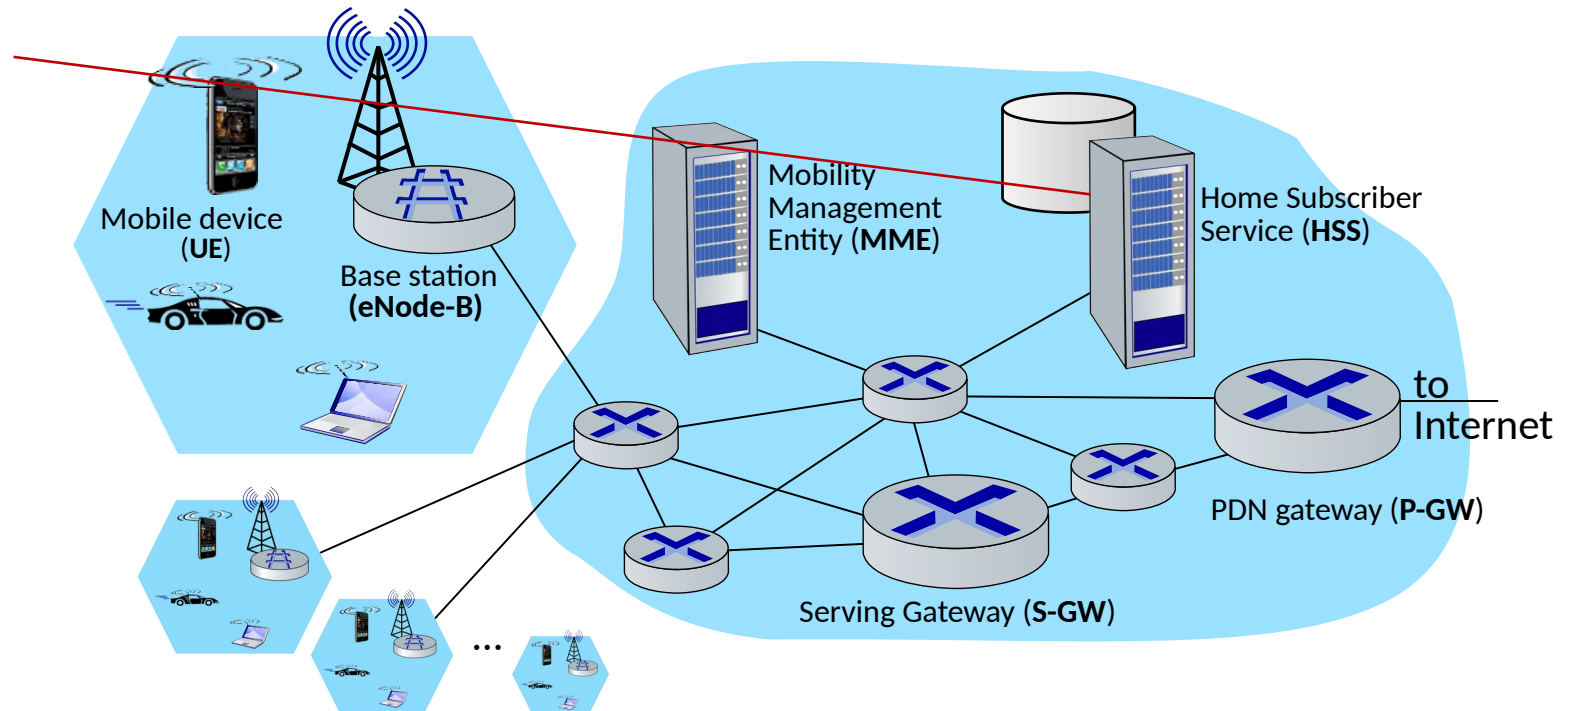 Mobile device
(UE)
Base station
(eNode-B)
Mobility
Management
Entity (MME)
Home Subscriber
Service (HSS)
to
Internet
PDN gateway (P-GW)
Serving Gateway (S-GW)
...